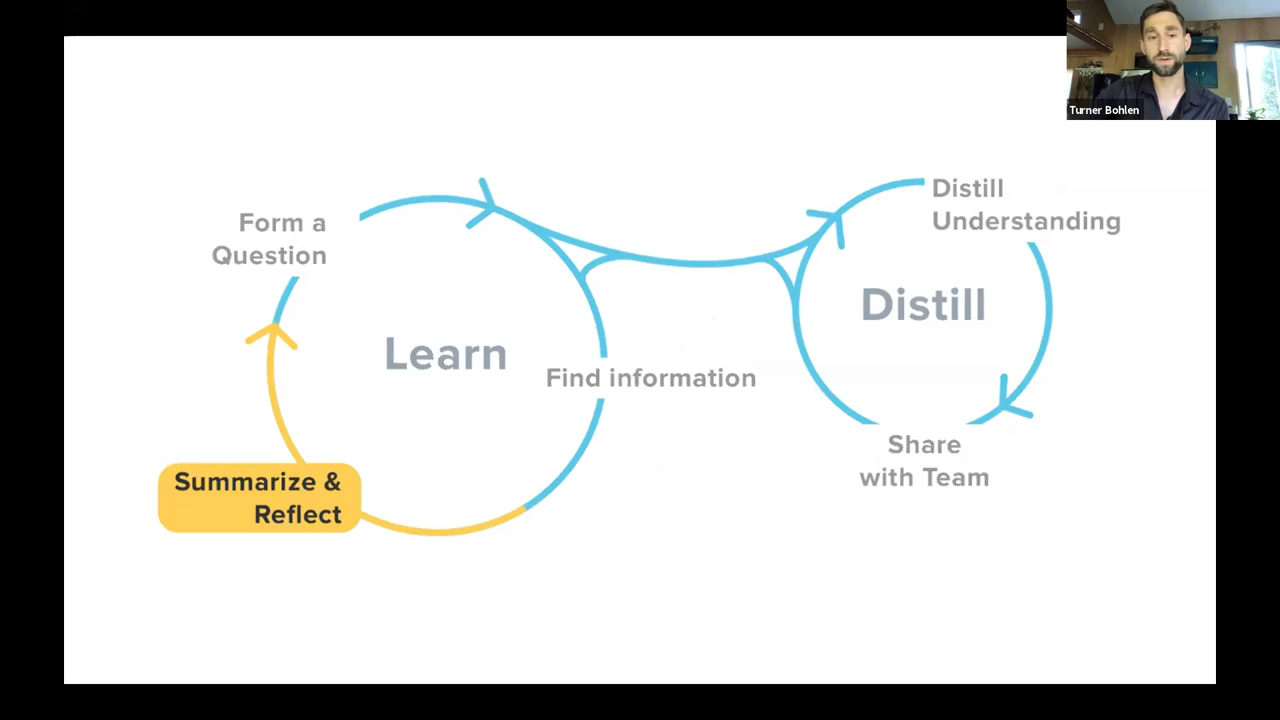 Turner Bohlen
Form a
Question
Learn
Find information
Summarize &
Reflect
Distill
Understanding
Distill
Share
with Team